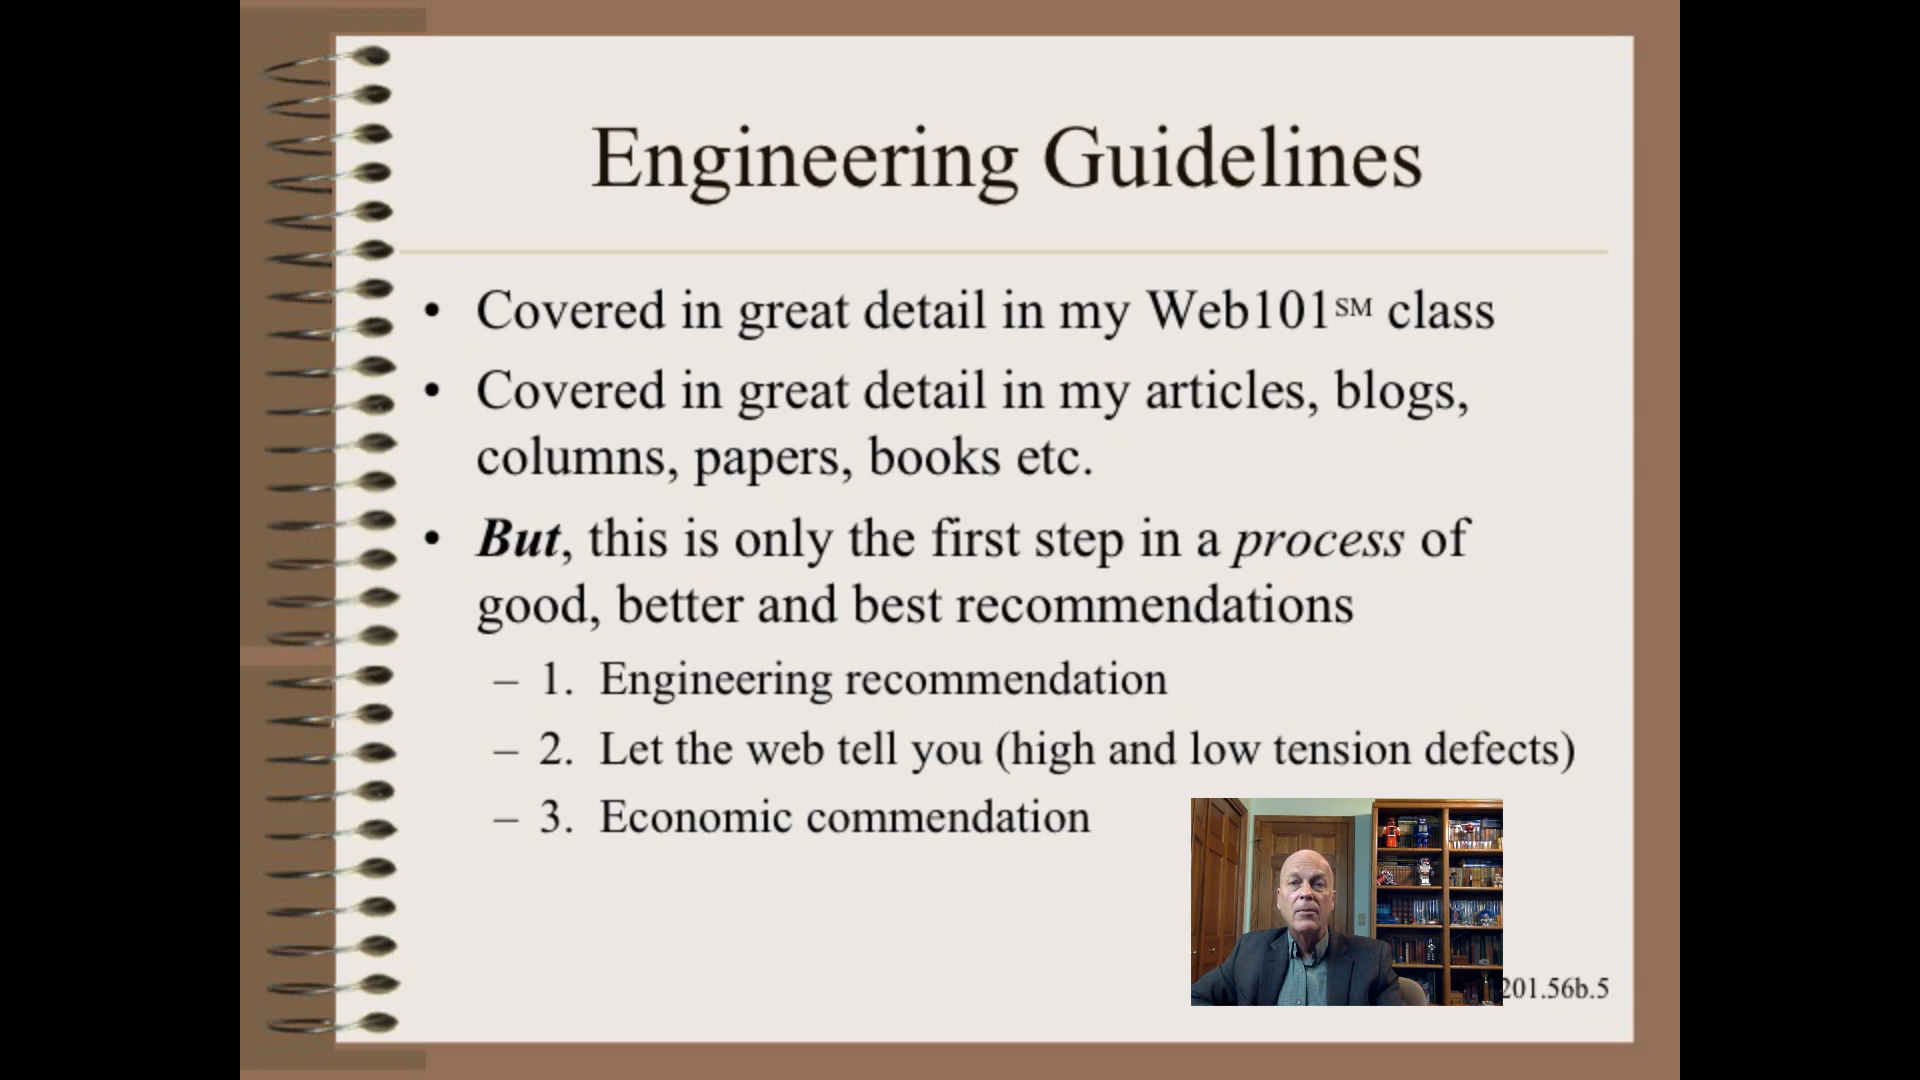 Engineering Guidelines
• Covered in great detail in my Web101SM class
• Covered in great detail in my articles, blogs,
columns, papers, books etc.
• But, this is only the first step in a process of
good, better and best recommendations
– 1. Engineering recommendation
– 2. Let the web tell you (high and low tension defects)
– 3. Economic commendation
201.56b.5